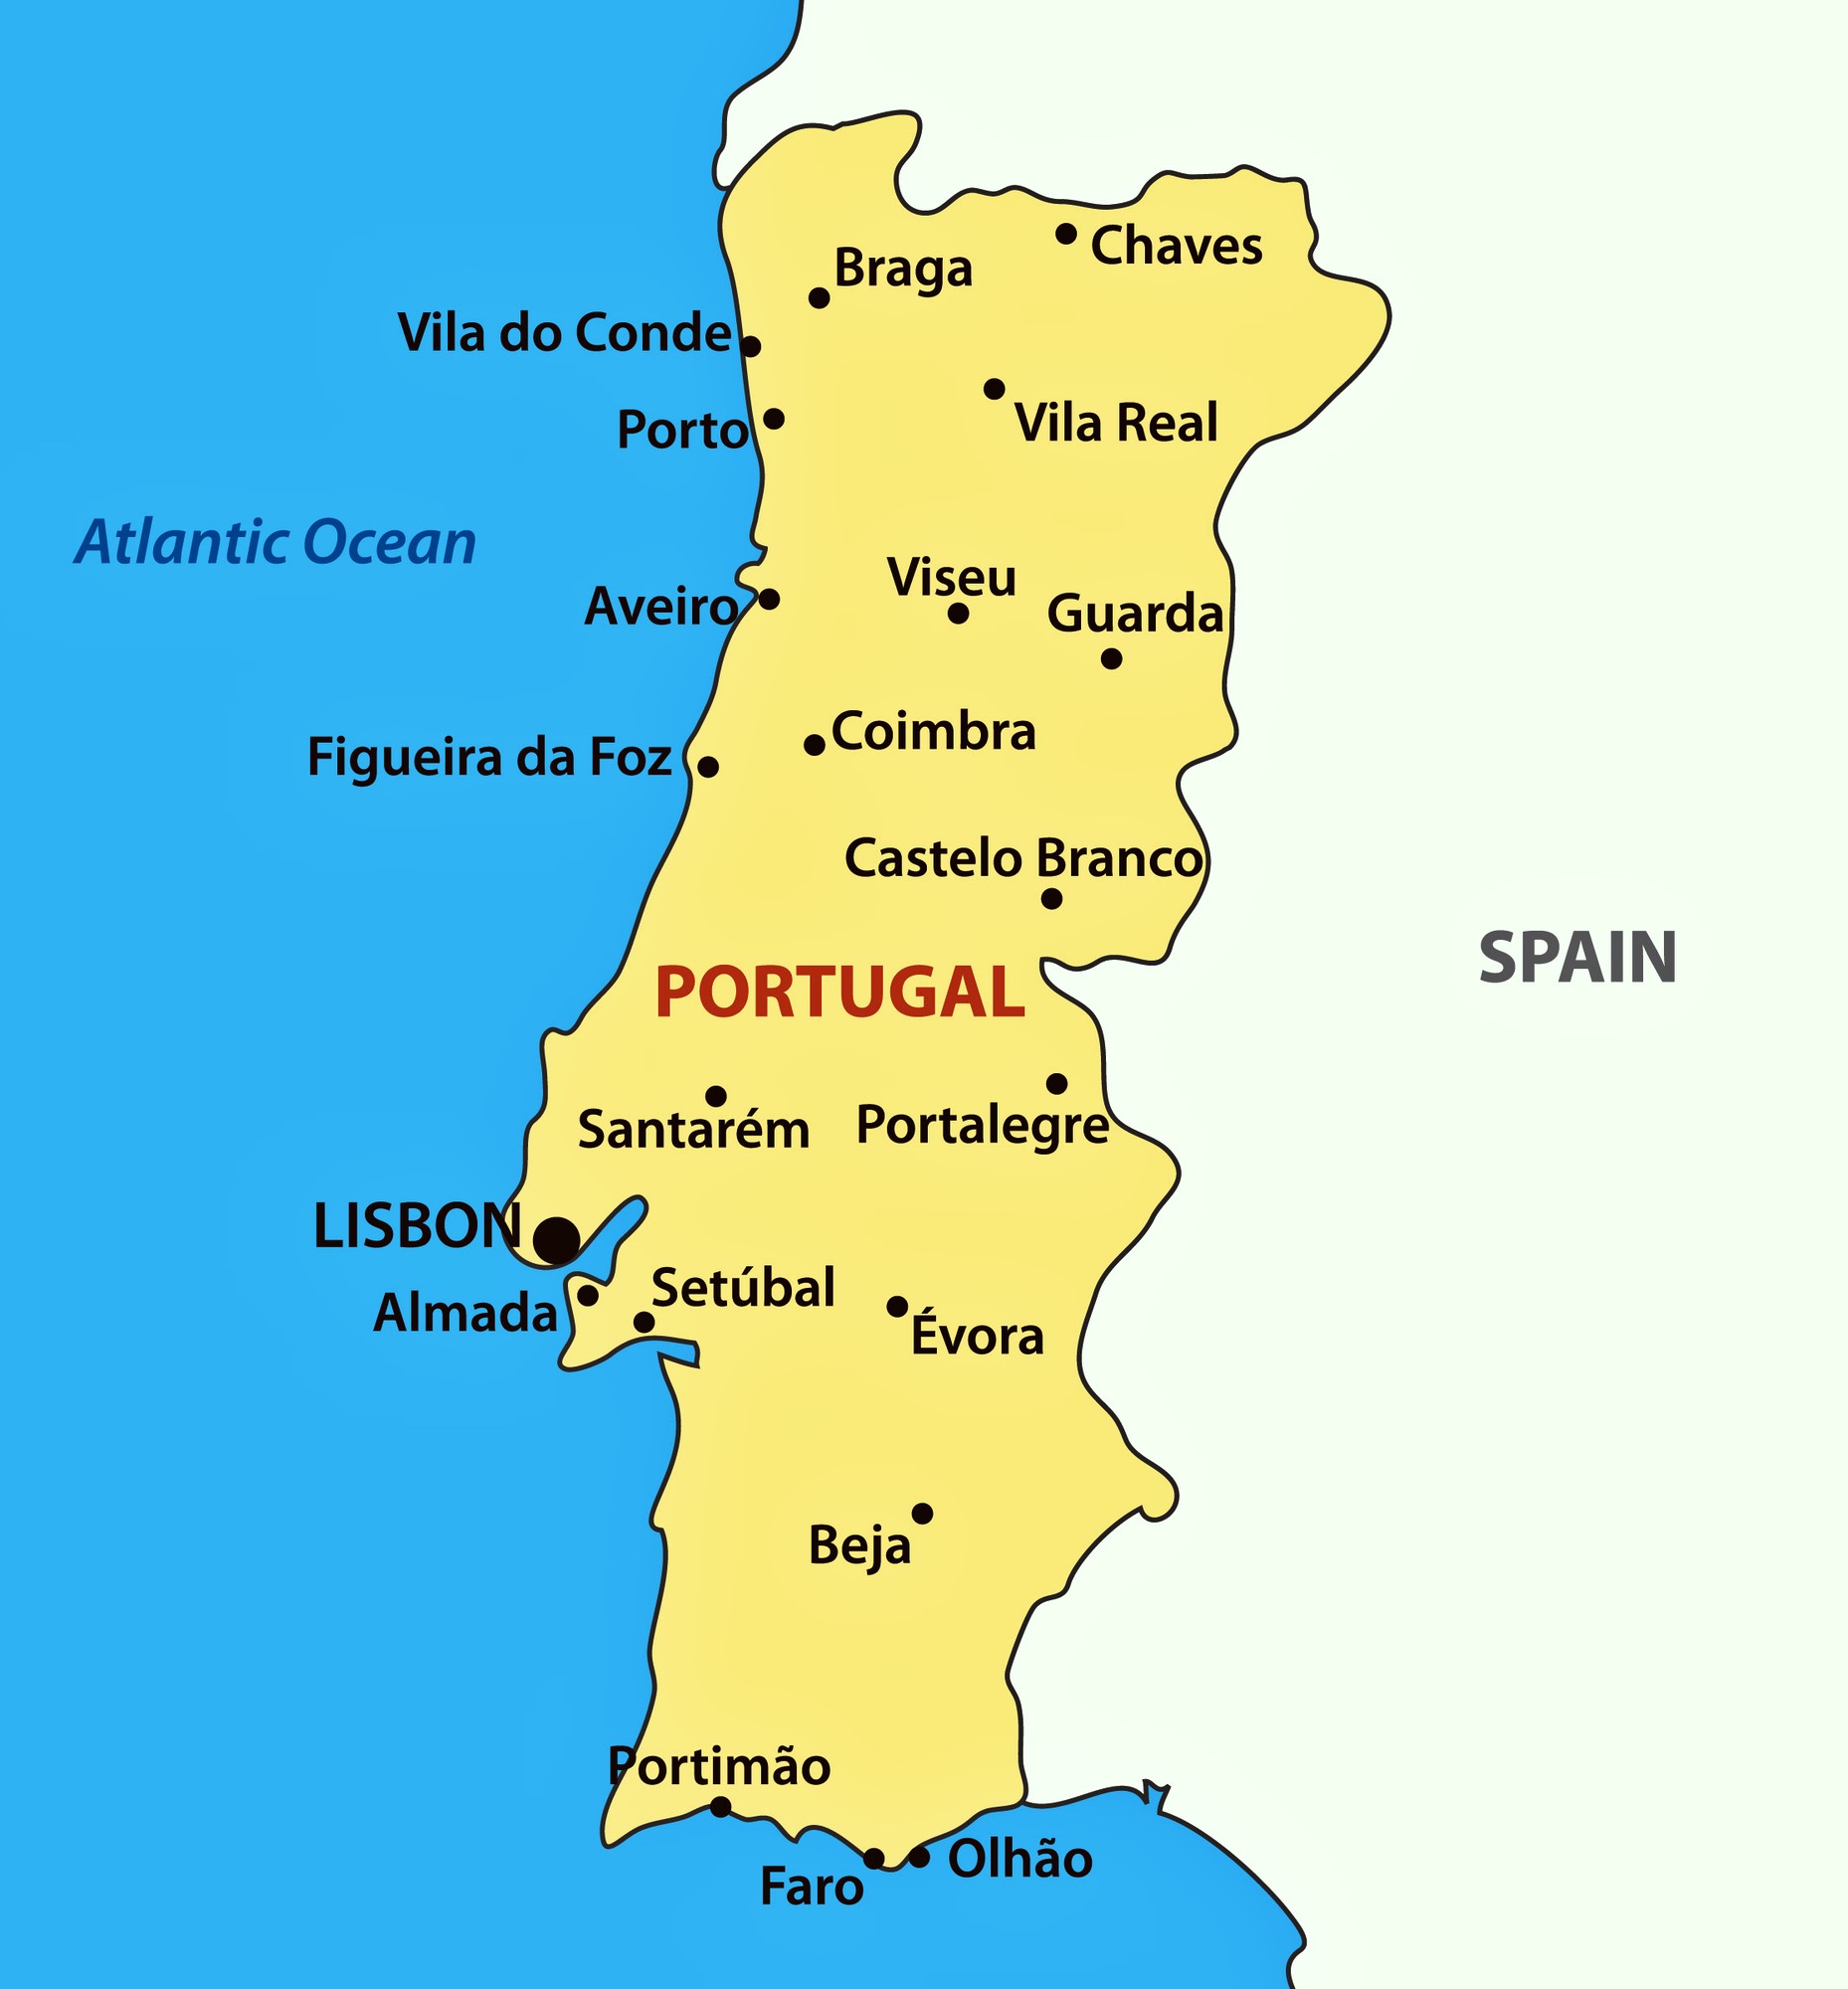 Chaves
Braga
Vila do Conde
Vila Real
Porto
Atlantic Ocean
Viseu
Aveiro
Guarda
Coimbra
Figueira da Foz
Castelo Branco
SPAIN
PORTUGAL
Santarém
Portalegre
LISBON
Setúbal
Almada
Évora
Beja
Portimão
Olhão
Faro